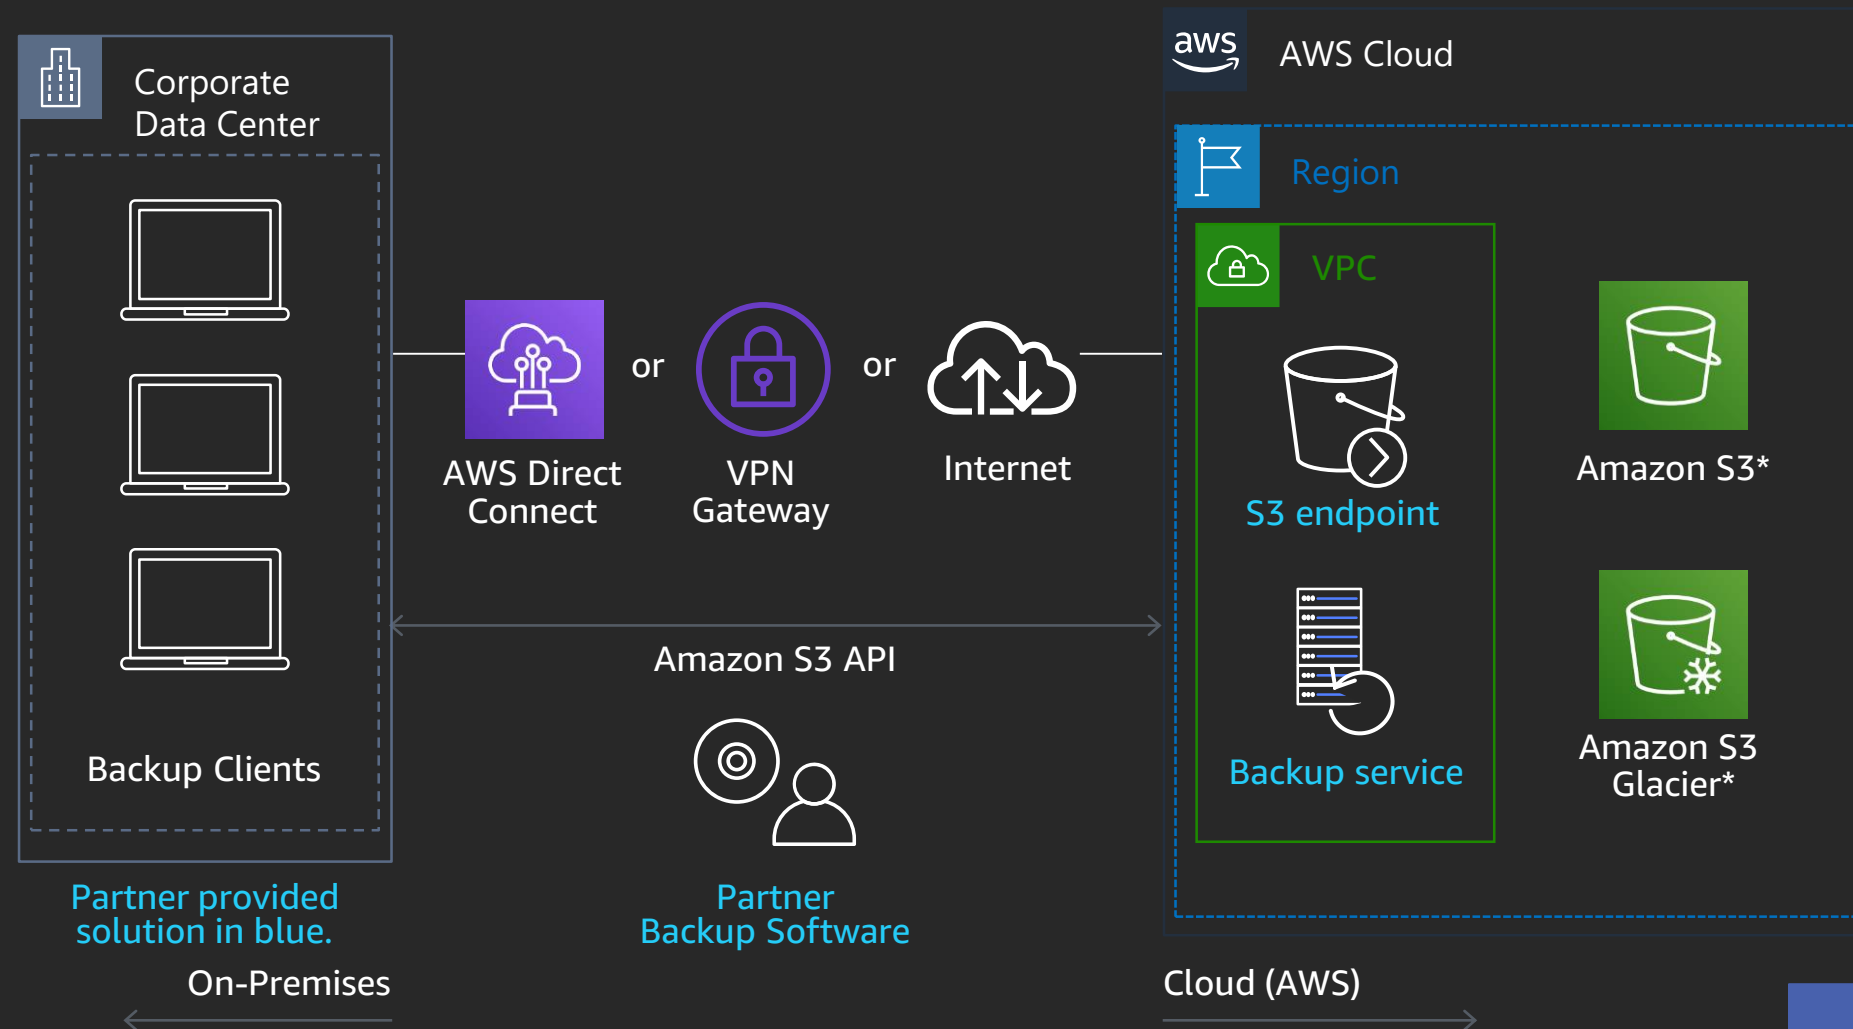 Corporate
Data Center
Backup Clients
Partner provided
solution in blue.
On-Premises
AWS Direct
Connect
or
VPN
Gateway
or
Internet
Amazon S3 API
Partner
Backup Software
aws
AWS Cloud
Region
VPC
S3 endpoint
Backup service
Amazon S3*
Amazon S3
Glacier*
Cloud (AWS)